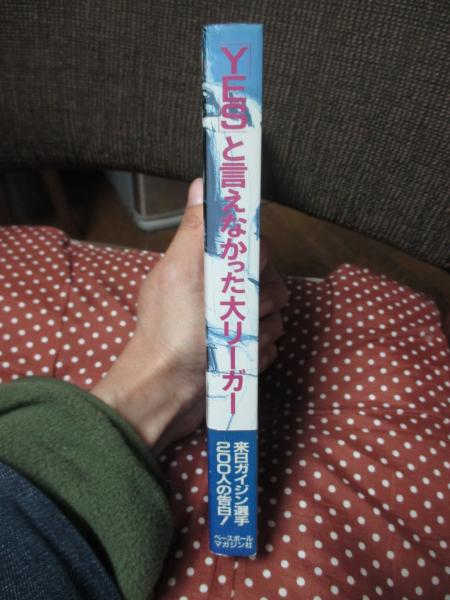 「YES」と言えなかった大リーガー
来日ガイジン選手
200人の告白!
ベースボール
マガジン社